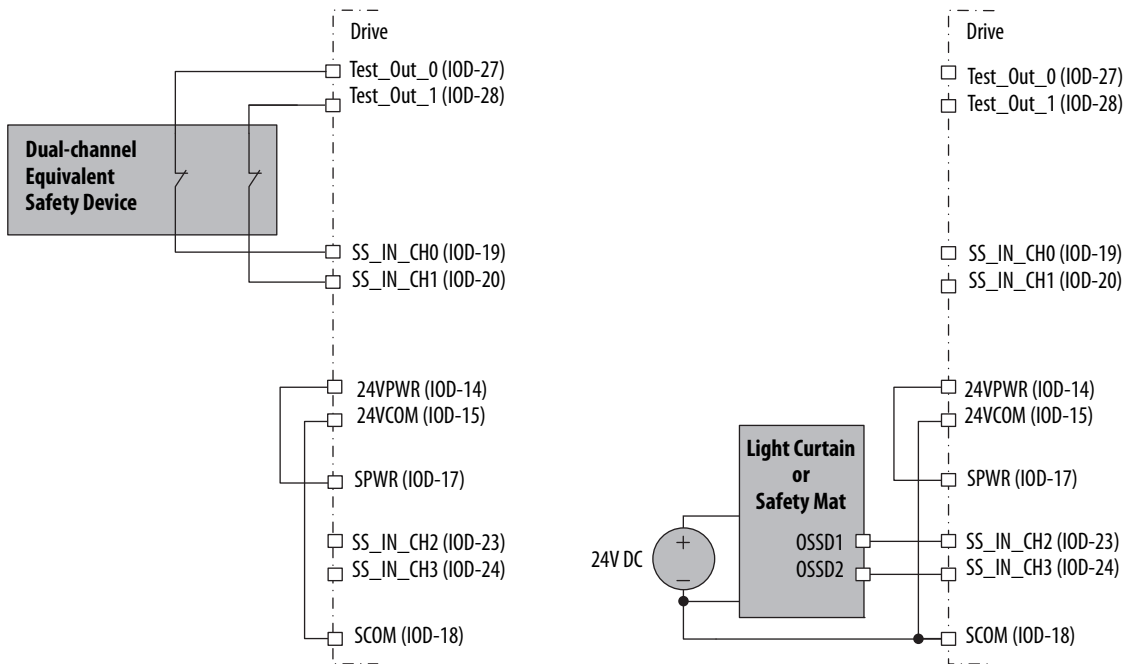 Drive
Test_Out_0 (IOD-27)
Test_Out_1 (IOD-28)
Dual-channel
Equivalent
Safety Device
SS_IN_CH0 (IOD-19)
SS_IN_CH1 (IOD-20)
24VPWR (IOD-14)
24VCOM (IOD-15)
SPWR (IOD-17)
SS_IN_CH2 (IOD-23)
SS_IN_CH3 (IOD-24)
SCOM (IOD-18)
Drive
Test_Out_0 (IOD-27)
Test_Out_1 (IOD-28)
SS_IN_CH0 (IOD-19)
SS_IN_CH1 (IOD-20)
24VPWR (IOD-14)
24VCOM (IOD-15)
Light Curtain
or
Safety Mat
SPWR (IOD-17)
24V DC
+
−
OSSD1
OSSD2
SS_IN_CH2 (IOD-23)
SS_IN_CH3 (IOD-24)
SCOM (IOD-18)